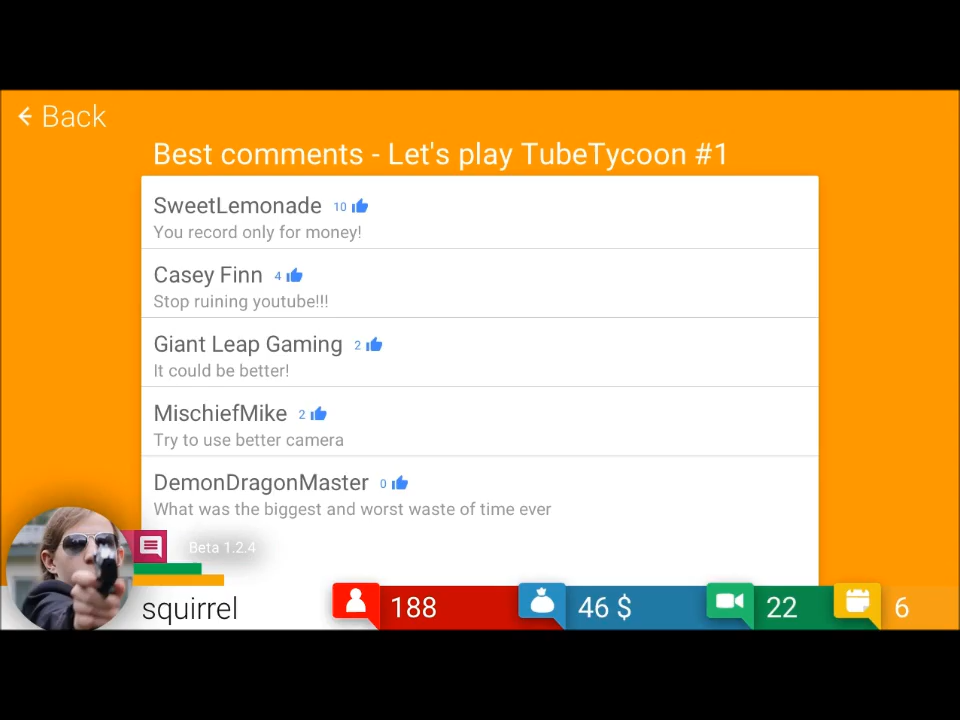 Back
Best comments - Let's play TubeTycoon #1
SweetLemonade 10
You record only for money!
Casey Finn 4
Stop ruining youtube!!!
Giant Leap Gaming 2
It could be better!
MischiefMike 2
Try to use better camera
DemonDragonMaster 0
What was the biggest and worst waste of time ever
Beta 1.2.4
squirrel 188 46 $ 22 6